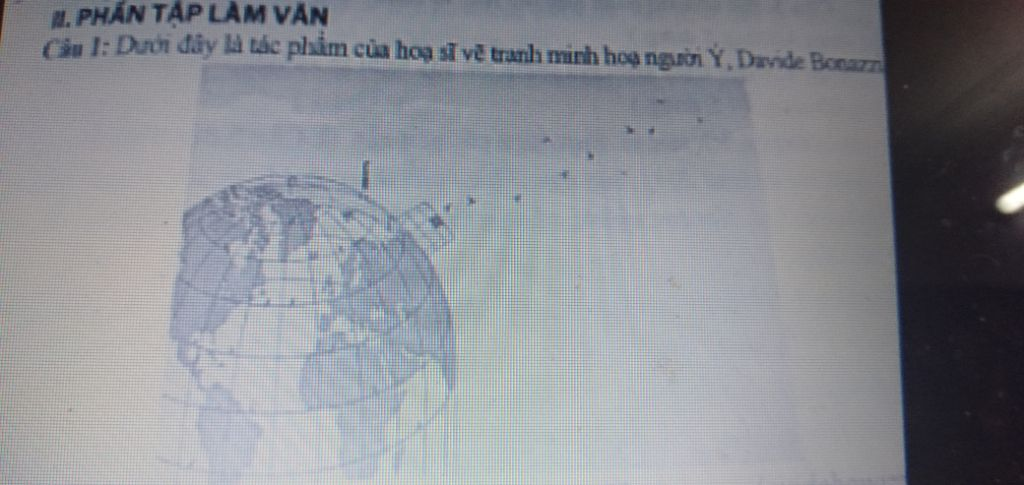 II. PHẦN TẬP LÀM VĂN
Câu 1: Dưới đây là tác phẩm của hoạ sĩ vẽ tranh minh hoạ người Ý, Davide Bonazzi